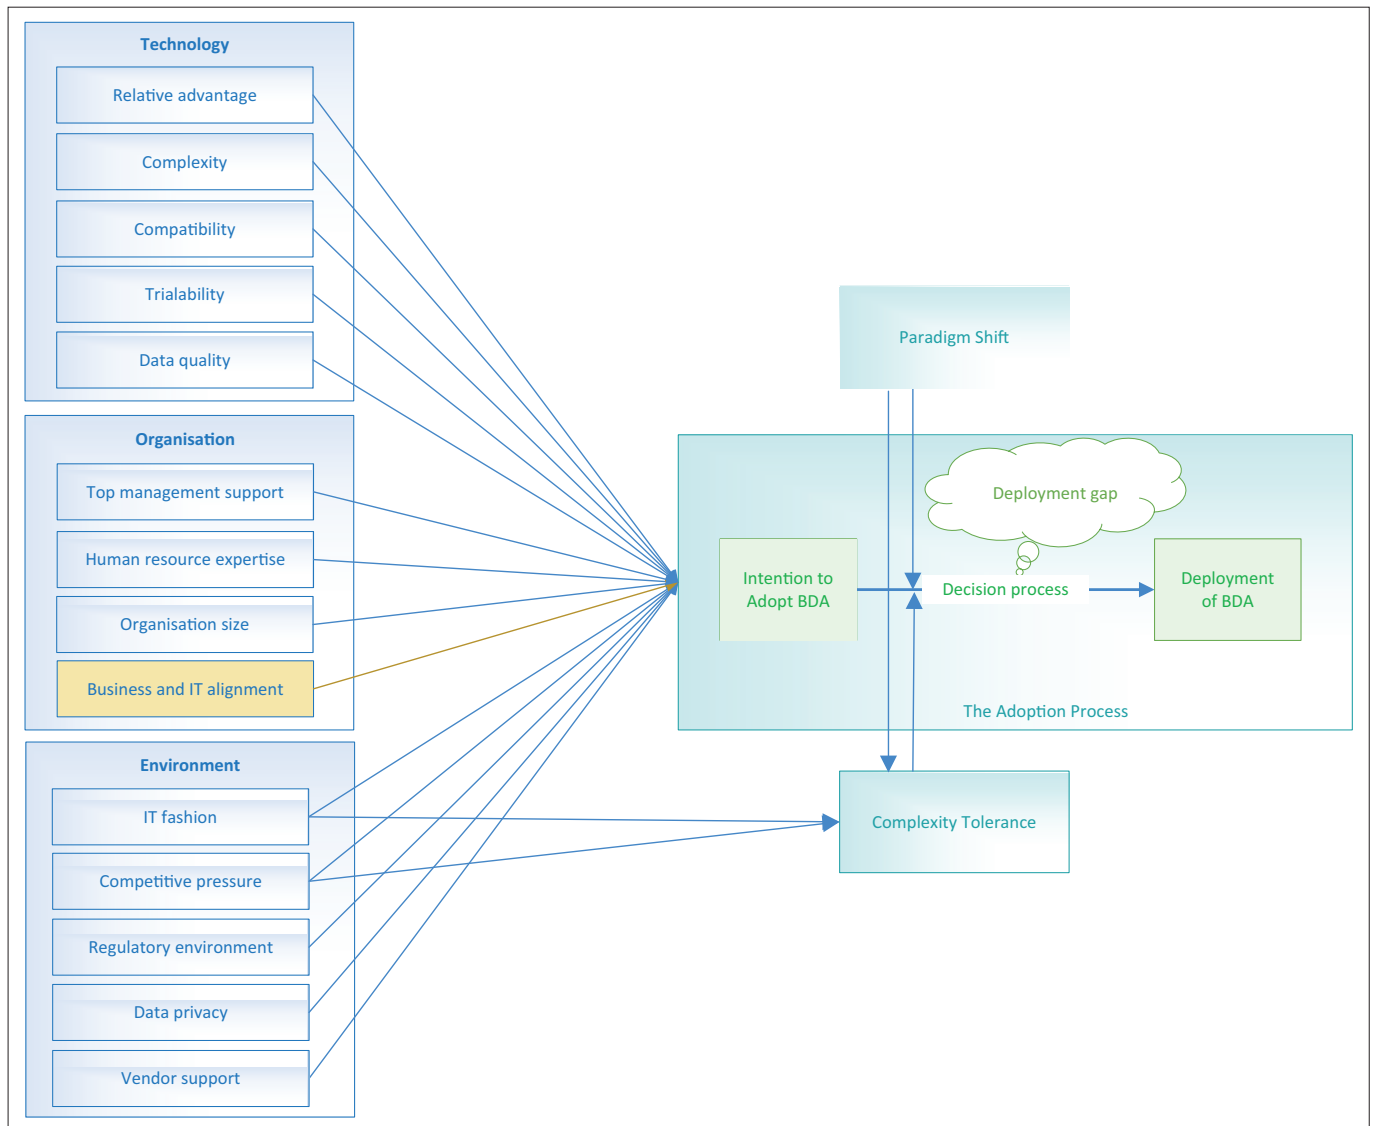 Technology
Relative advantage
Complexity
Compatibility
Trialability
Data quality
Organisation
Top management support
Human resource expertise
Organisation size
Business and IT alignment
Environment
IT fashion
Competitive pressure
Regulatory environment
Data privacy
Vendor support
Paradigm Shift
Deployment gap
Intention to
Adopt BDA
Decision process
Deployment
of BDA
The Adoption Process
Complexity Tolerance